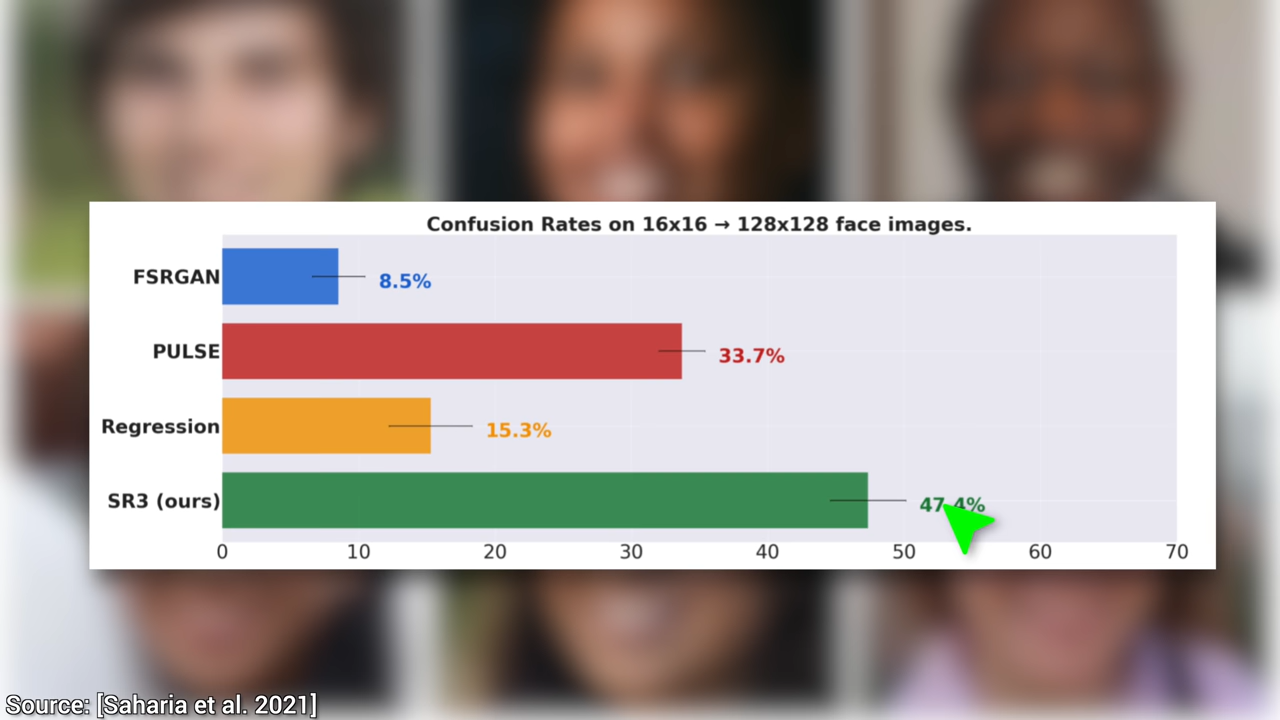 Confusion Rates on 16x16 → 128x128 face images.
FSRGAN
8.5%
PULSE
33.7%
Regression
15.3%
SR3 (ours)
47.4%
0 10 20 30 40 50 60 70
Source: [Saharia et al. 2021]